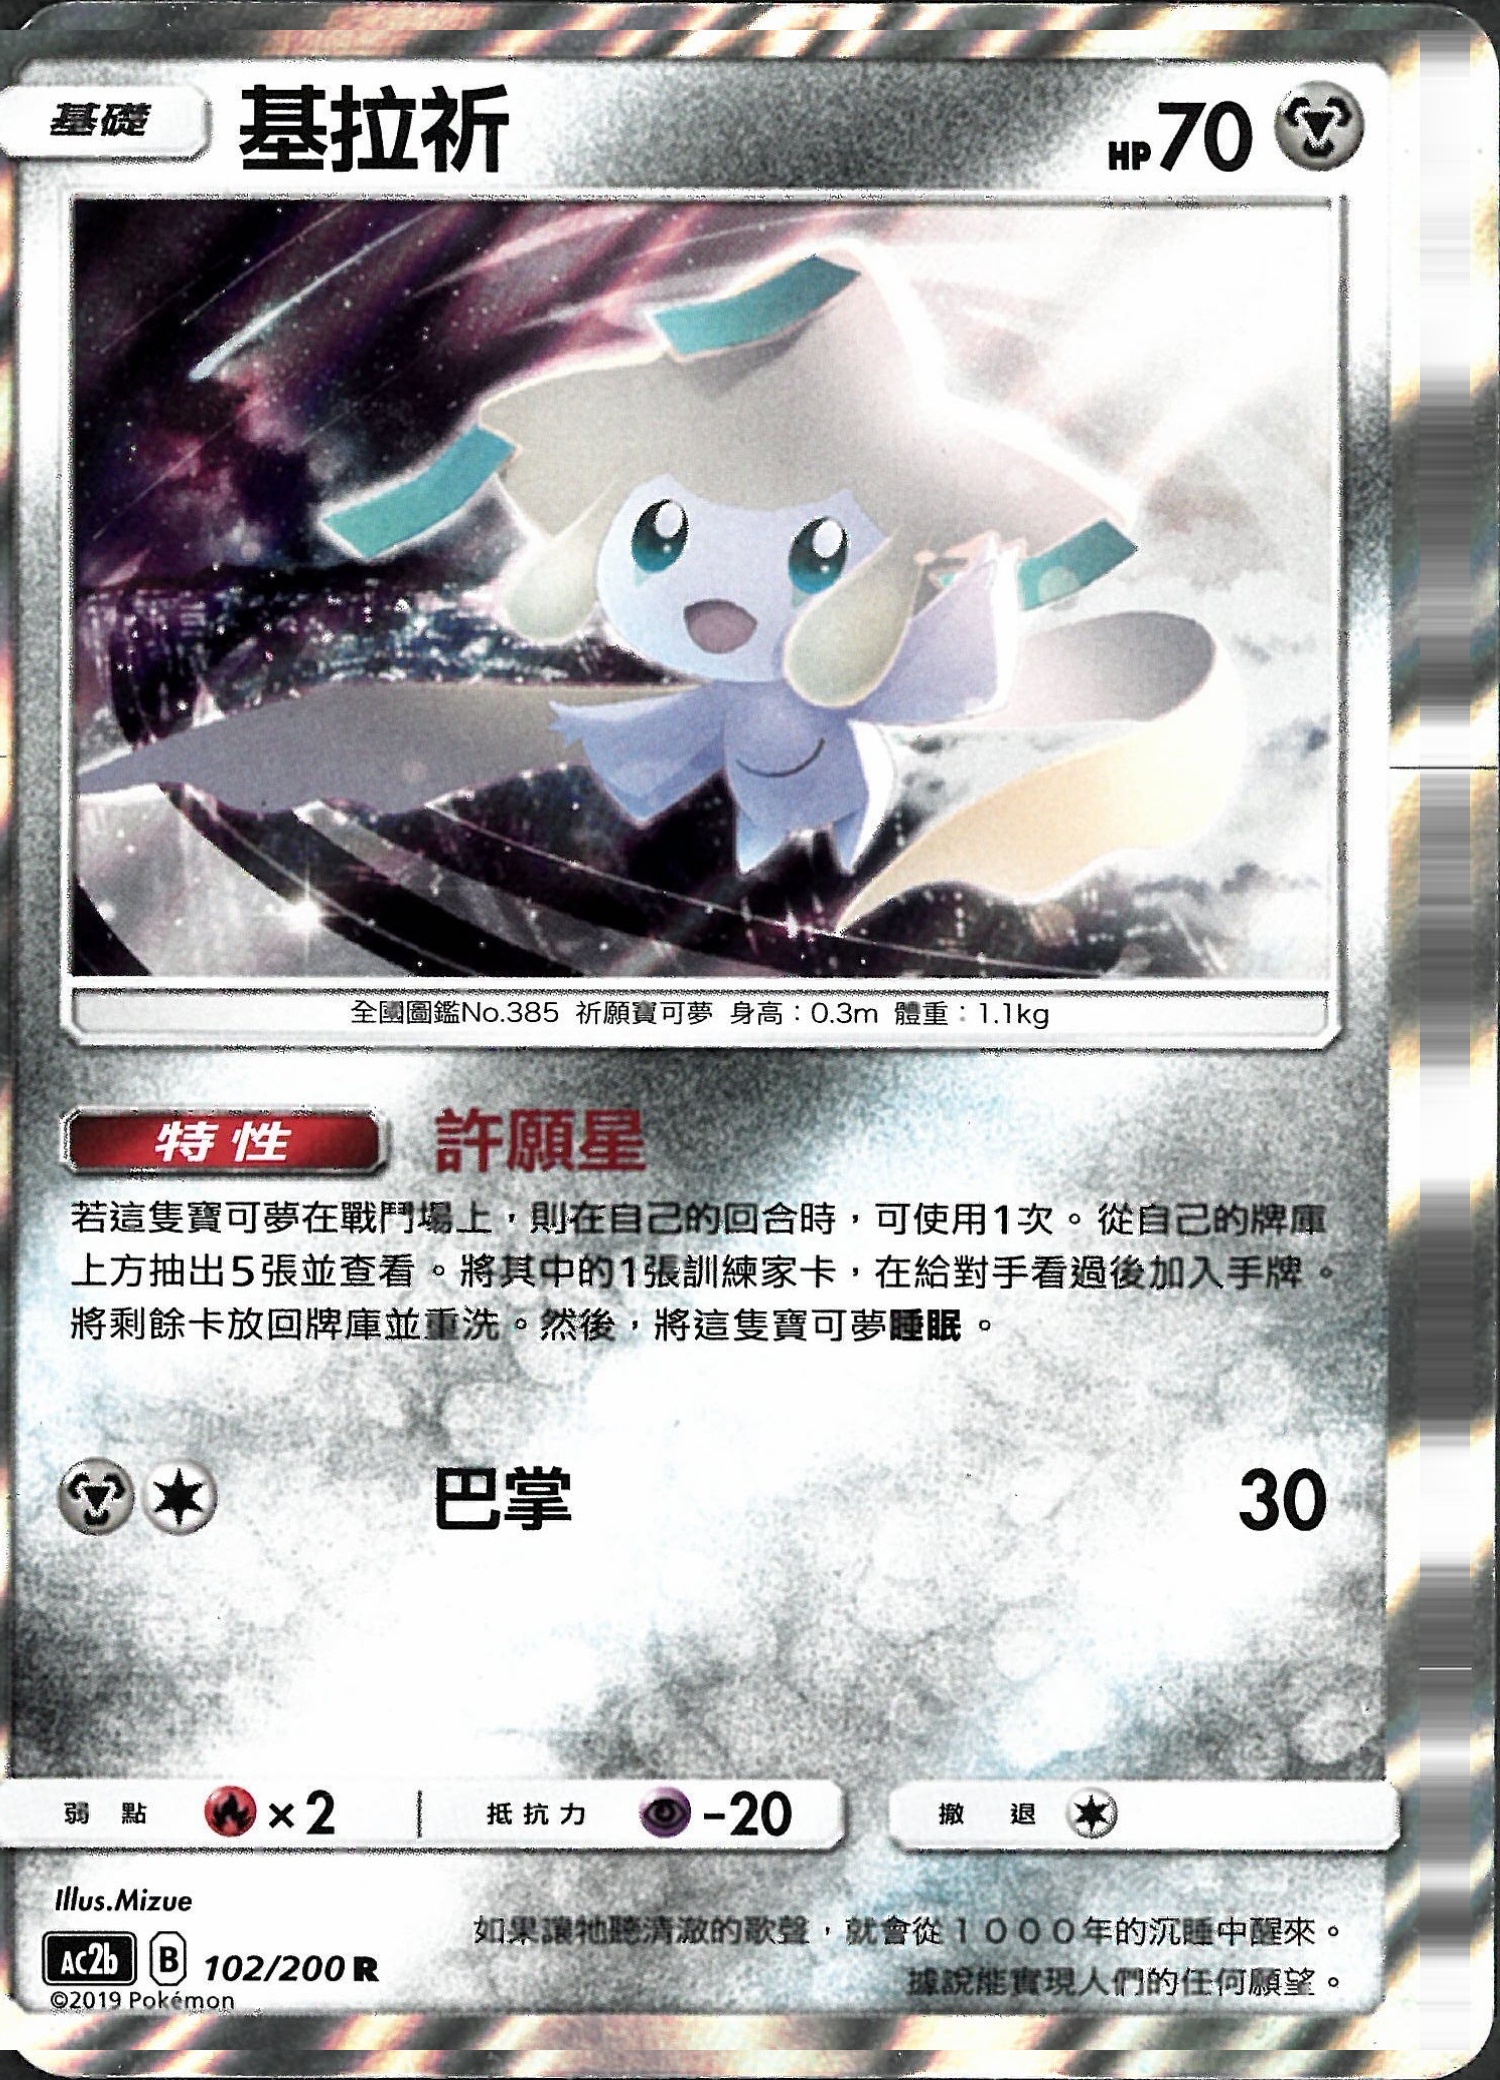 基礎
基拉祈
HP70
全國圖鑑No.385 祈願寶可夢 身高：0.3m 體重：1.1kg
特性 許願星
若這隻寶可夢在戰鬥場上，則在自己的回合時，可使用1次。從自己的牌庫
上方抽出5張並查看。將其中的1張訓練家卡，在給對手看過後加入手牌。
將剩餘卡放回牌庫並重洗。然後，將這隻寶可夢睡眠。
巴掌 30
弱點 ×2 抵抗力 -20 撤退
Illus.Mizue
AC2b B 102/200 R
©2019 Pokémon
如果讓牠聽清澈的歌聲，就會從１０００年的沉睡中醒來。
據說能實現人們的任何願望。